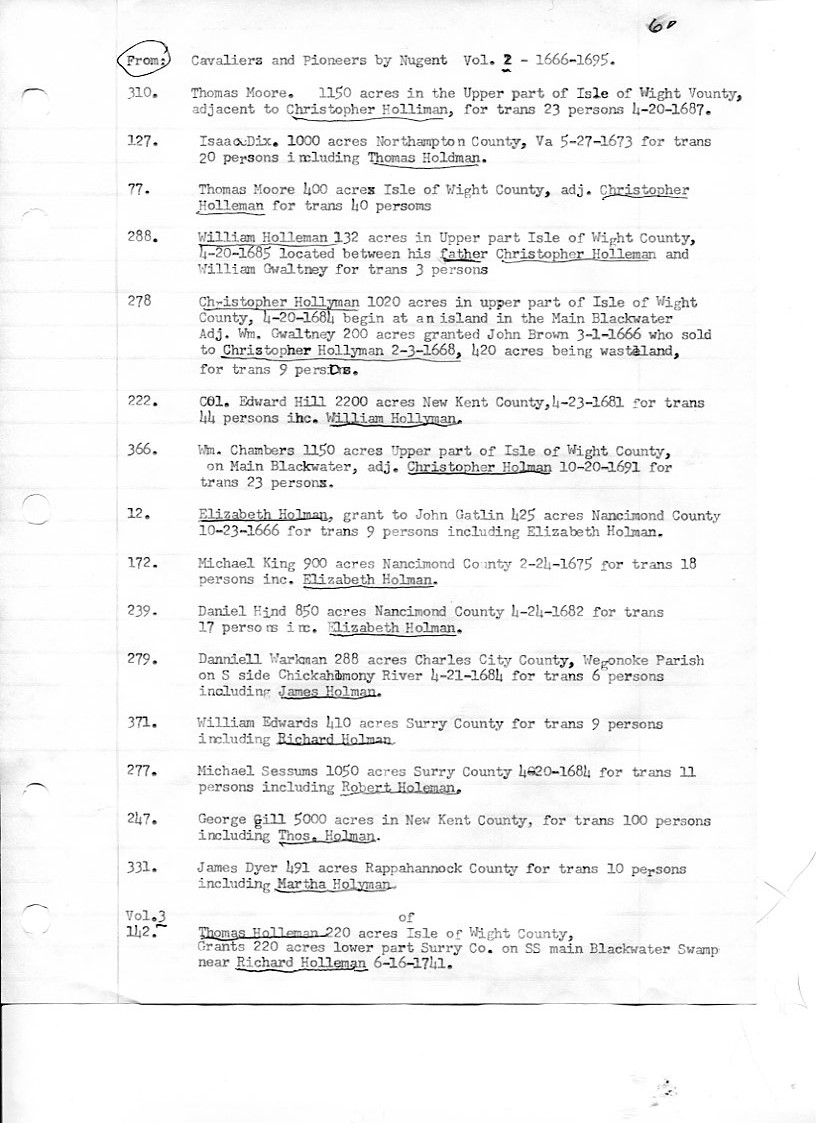 60
From: Cavaliers and Pioneers by Nugent Vol. 2 - 1666-1695.
310. Thomas Moore. 1150 acres in the Upper part of Isle of Wight Vounty,
adjacent to Christopher Holliman, for trans 23 persons 4-20-1687.
127. Isaac Dix. 1000 acres Northampton County, Va 5-27-1673 for trans
20 persons including Thomas Holdman.
77. Thomas Moore 400 acres Isle of Wight County, adj. Christopher
Holleman for trans 40 persoms
288. William Holleman 132 acres in Upper part Isle of Wight County,
4-20-1685 located between his father Christopher Holleman and
William Gwaltney for trans 3 persons
278 Christopher Hollyman 1020 acres in upper part of Isle of Wight
County, 4-20-1684 begin at an island in the Main Blackwater
Adj. Wm. Gwaltney 200 acres granted John Brown 3-1-1666 who sold
to Christopher Hollyman 2-3-1668, 420 acres being wasteland,
for trans 9 persons.
222. COl. Edward Hill 2200 acres New Kent County,4-23-1681 for trans
44 persons inc. William Hollyman.
366. Wm. Chambers 1150 acres Upper part of Isle of Wight County,
on Main Blackwater, adj. Christopher Holman 10-20-1691 for
trans 23 persons.
12. Elizabeth Holman, grant to John Gatlin 425 acres Nancimond County
10-23-1666 for trans 9 persons including Elizabeth Holman.
172. Michael King 900 acres Nancimond County 2-24-1675 for trans 18
persons inc. Elizabeth Holman.
239. Daniel Hind 850 acres Nancimond County 4-24-1682 for trans
17 persons inc. Elizabeth Holman.
279. Danniell Warkman 288 acres Charles City County, Wegonoke Parish
on S side Chickahomony River 4-21-1684 for trans 6 persons
including James Holman.
371. William Edwards 410 acres Surry County for trans 9 persons
including Richard Holman
277. Michael Sessums 1050 acres Surry County 4-20-1684 for trans 11
persons including Robert Holeman.
247. George gill 5000 acres in New Kent County, for trans 100 persons
including Thos. Holman.
331. James Dyer 491 acres Rappahannock County for trans 10 persons
including Martha Holyman
Vol.3 of
142. Thomas Holleman 220 acres Isle of Wight County,
Grants 220 acres lower part Surry Co. on SS main Blackwater Swamp
near Richard Holleman 6-16-1741.